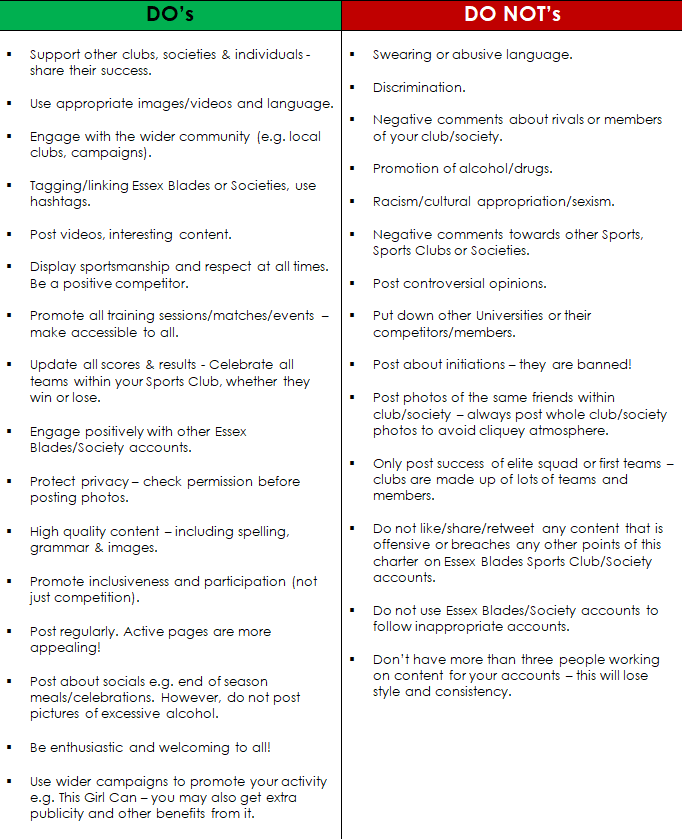 DO's
▪ Support other clubs, societies & individuals -
share their success.
▪ Use appropriate images/videos and language.
▪ Engage with the wider community (e.g. local
clubs, campaigns).
▪ Tagging/linking Essex Blades or Societies, use
hashtags.
▪ Post videos, interesting content.
▪ Display sportmanship and respect at all times.
Be a positive competitor.
▪ Promote all training sessions/matches/events –
make accessible to all.
▪ Update all scores & results - Celebrate all
teams within your Sports Club, whether they
win or lose.
▪ Engage positively with other Essex
Blades/Society accounts.
▪ Protect privacy – check permission before
posting photos.
▪ High quality content – including spelling,
grammar & images.
▪ Promote inclusiveness and participation (not
just competition).
▪ Post regularly. Active pages are more
appealing!
▪ Post about socials e.g. end of season
meals/celebrations. However, do not post
pictures of excessive alcohol.
▪ Be enthusiastic and welcoming to all!
▪ Use wider campaigns to promote your activity
e.g. This Girl Can – you may also get extra
publicity and other benefits from it.
DO NOT's
▪ Swearing or abusive language.
▪ Discrimination.
▪ Negative comments about rivals or members
of your club/society.
▪ Promotion of alcohol/drugs.
▪ Racism/cultural appropriation/sexism.
▪ Negative comments towards other Sports,
Sports Clubs or Societies.
▪ Post controversial opinions.
▪ Put down other Universities or their
competitors/members.
▪ Post about initiations – they are banned!
▪ Post photos of the same friends within
club/society – always post whole club/society
photos to avoid cliquey atmosphere.
▪ Only post success of elite squad or first teams –
clubs are made up of lots of teams and
members.
▪ Do not like/share/retweet any content that is
offensive or breaches any other points of this
charter on Essex Blades Sports Club/Society
accounts.
▪ Do not use Essex Blades/Society accounts to
follow inappropriate accounts.
▪ Don't have more than three people working
on content for your accounts – this will lose
style and consistency.